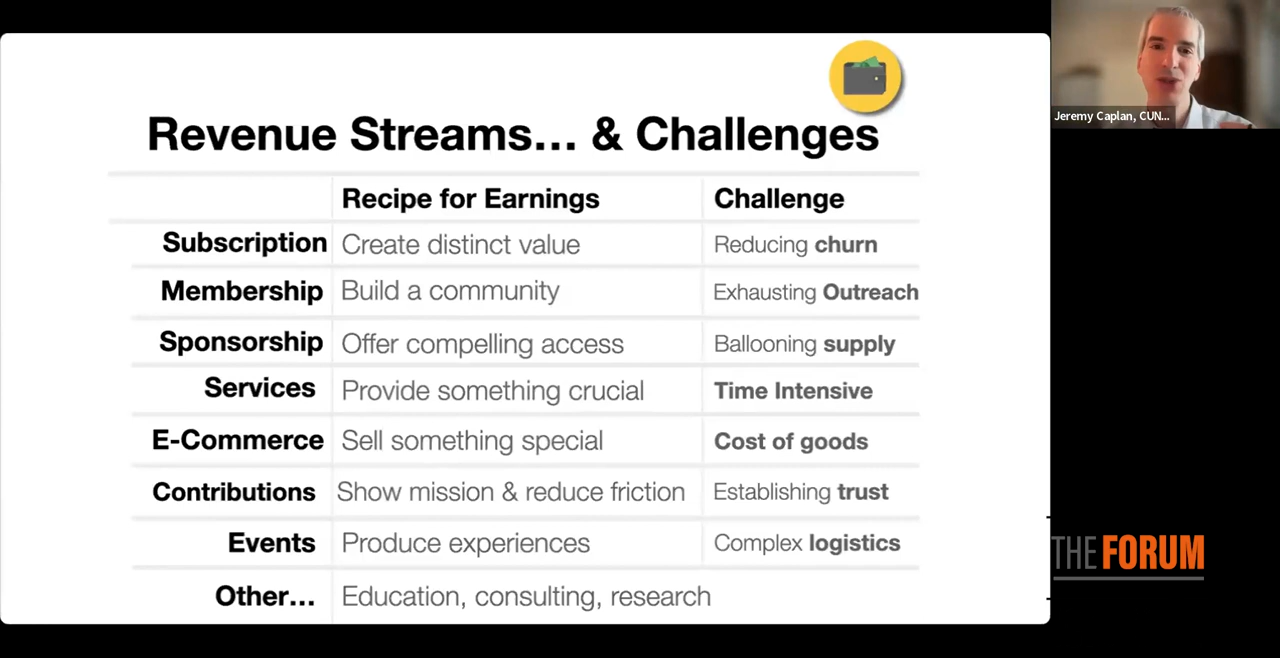 Revenue Streams... & Challenges
Recipe for Earnings Challenge
Subscription Create distinct value Reducing churn
Membership Build a community Exhausting Outreach
Sponsorship Offer compelling access Ballooning supply
Services Provide something crucial Time Intensive
E-Commerce Sell something special Cost of goods
Contributions Show mission & reduce friction Establishing trust
Events Produce experiences Complex logistics
Other... Education, consulting, research
Jeremy Caplan, CUN...
THE FORUM